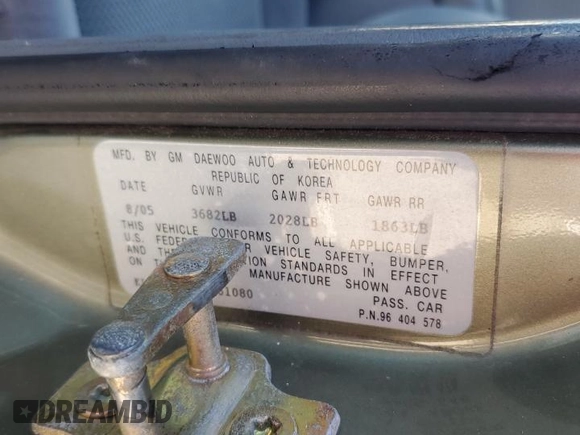 MFD. BY GM DAEWOO AUTO & TECHNOLOGY COMPANY
REPUBLIC OF KOREA
DATE GVWR GAWR FRT GAWR RR
8/05 3682LB 2028LB 1863LB
THIS VEHICLE CONFORMS TO ALL APPLICABLE
U.S. VEHICLE SAFETY, BUMPER,
AND STANDARDS IN EFFECT
ON MANUFACTURE SHOWN ABOVE
PASS. CAR
P.N.96 404 578
DREAMBID